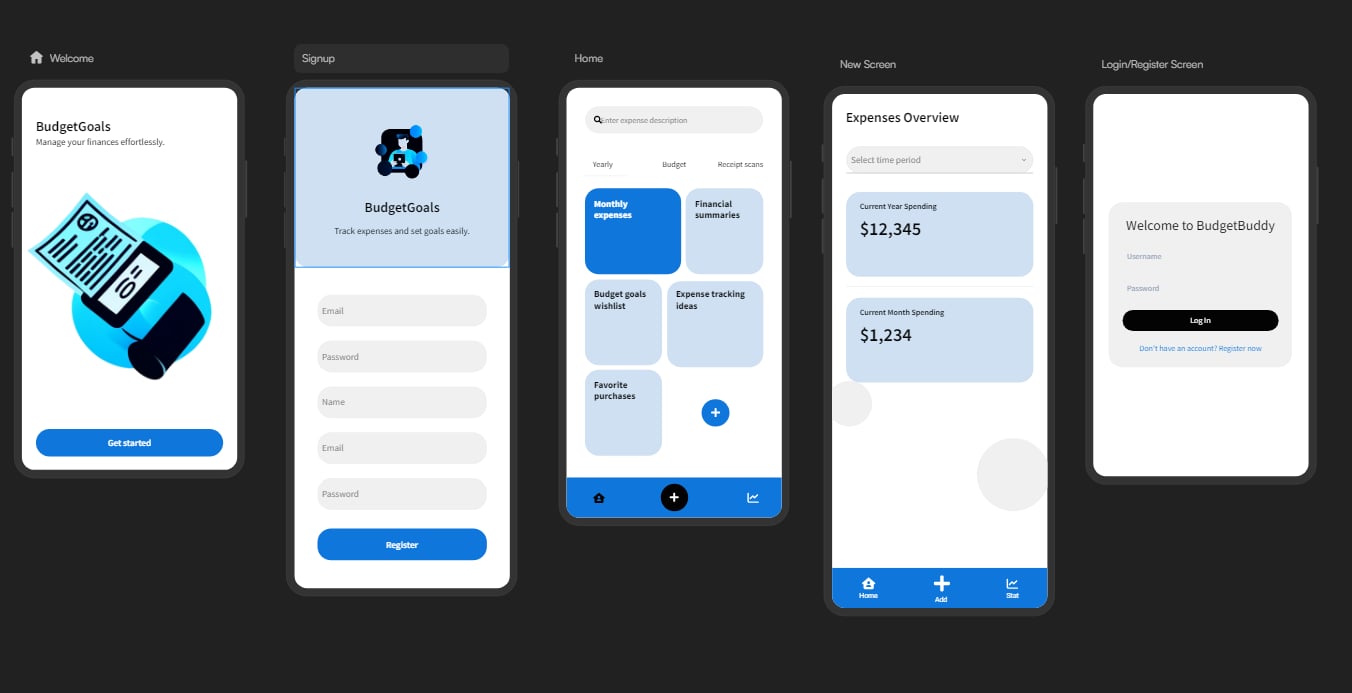 Welcome
BudgetGoals
Manage your finances effortlessly.
Get started
Signup
BudgetGoals
Track expenses and set goals easily.
Email
Password
Name
Email
Password
Register
Home
Enter expense description
Yearly
Budget
Receipt scans
Monthly
expenses
Financial
summaries
Budget goals
wishlist
Expense tracking
ideas
Favorite
purchases
New Screen
Expenses Overview
Select time period
Current Year Spending
$12,345
Current Month Spending
$1,234
Home
Add
Stat
Login/Register Screen
Welcome to BudgetBuddy
Username
Password
Log In
Don't have an account? Register now